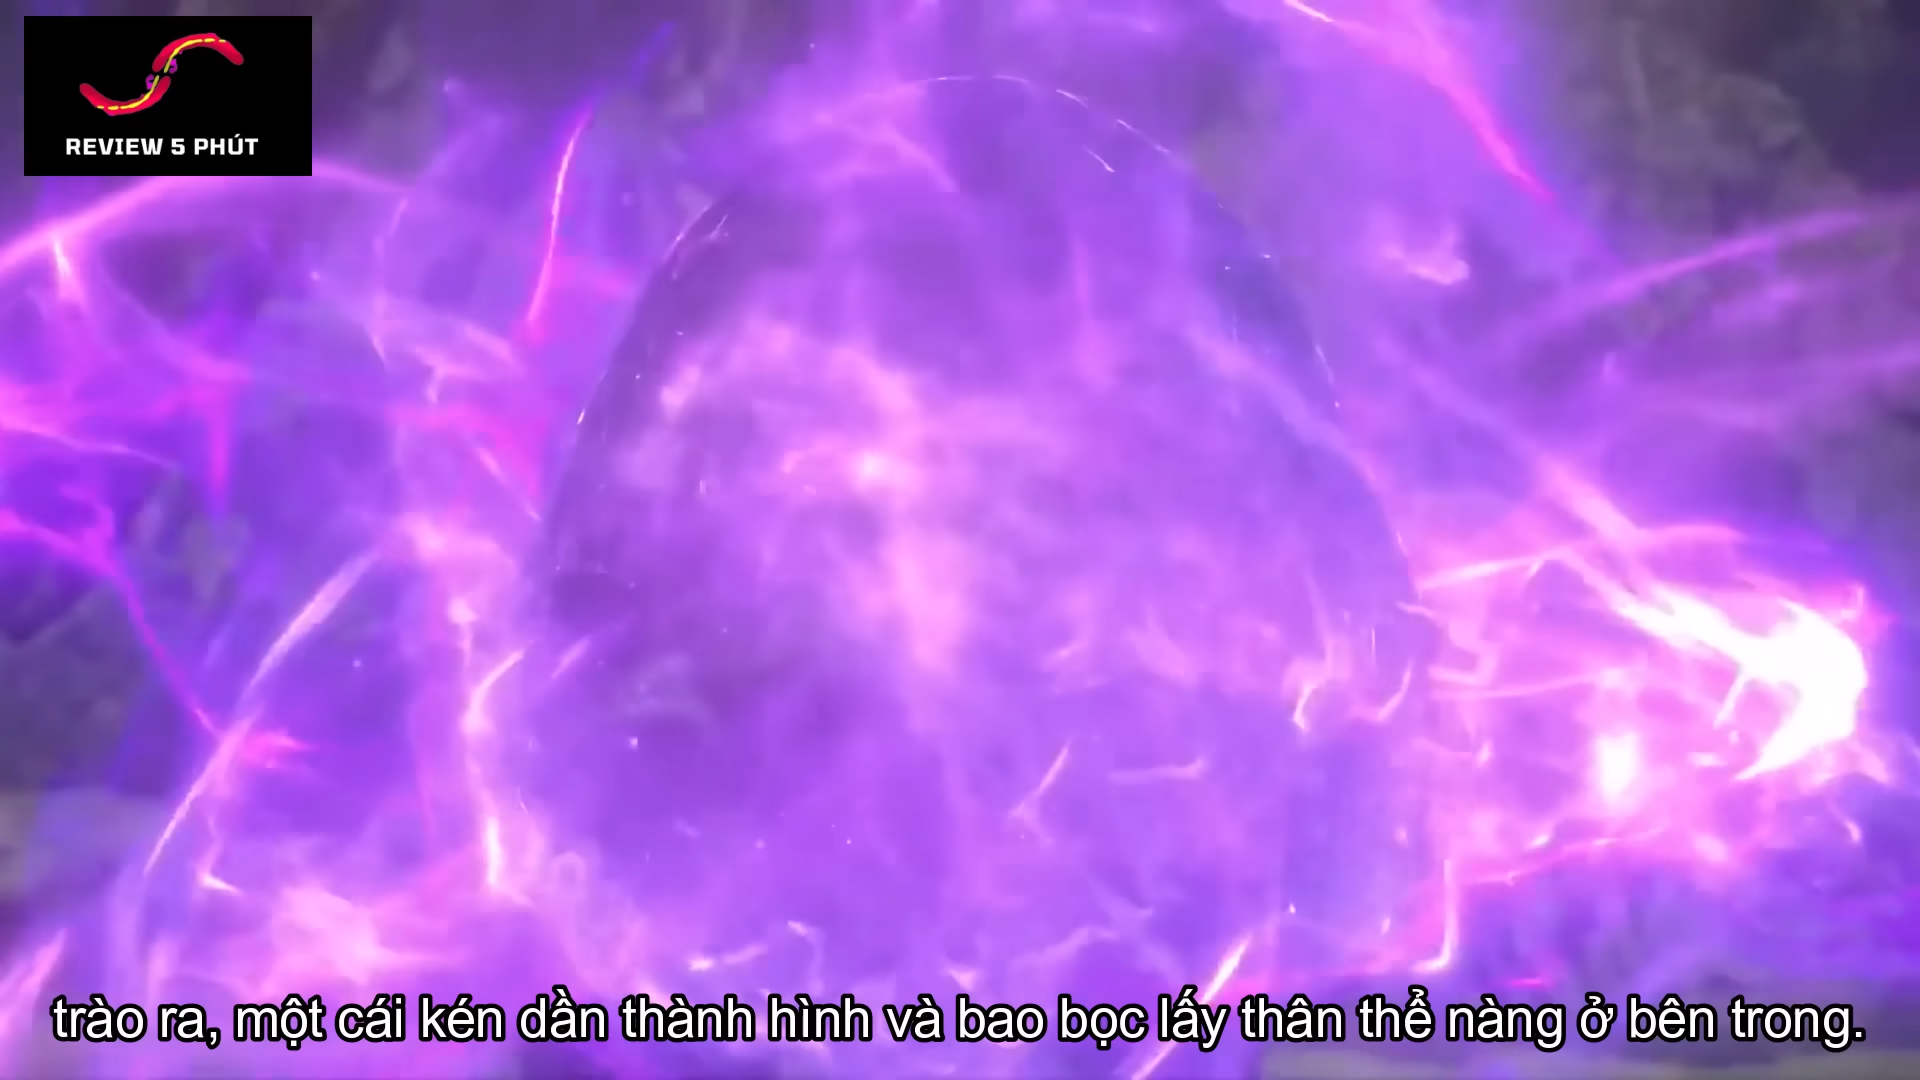 REVIEW 5 PHÚT
trào ra, một cái kén dần thành hình và bao bọc lấy thân thể nàng ở bên trong.